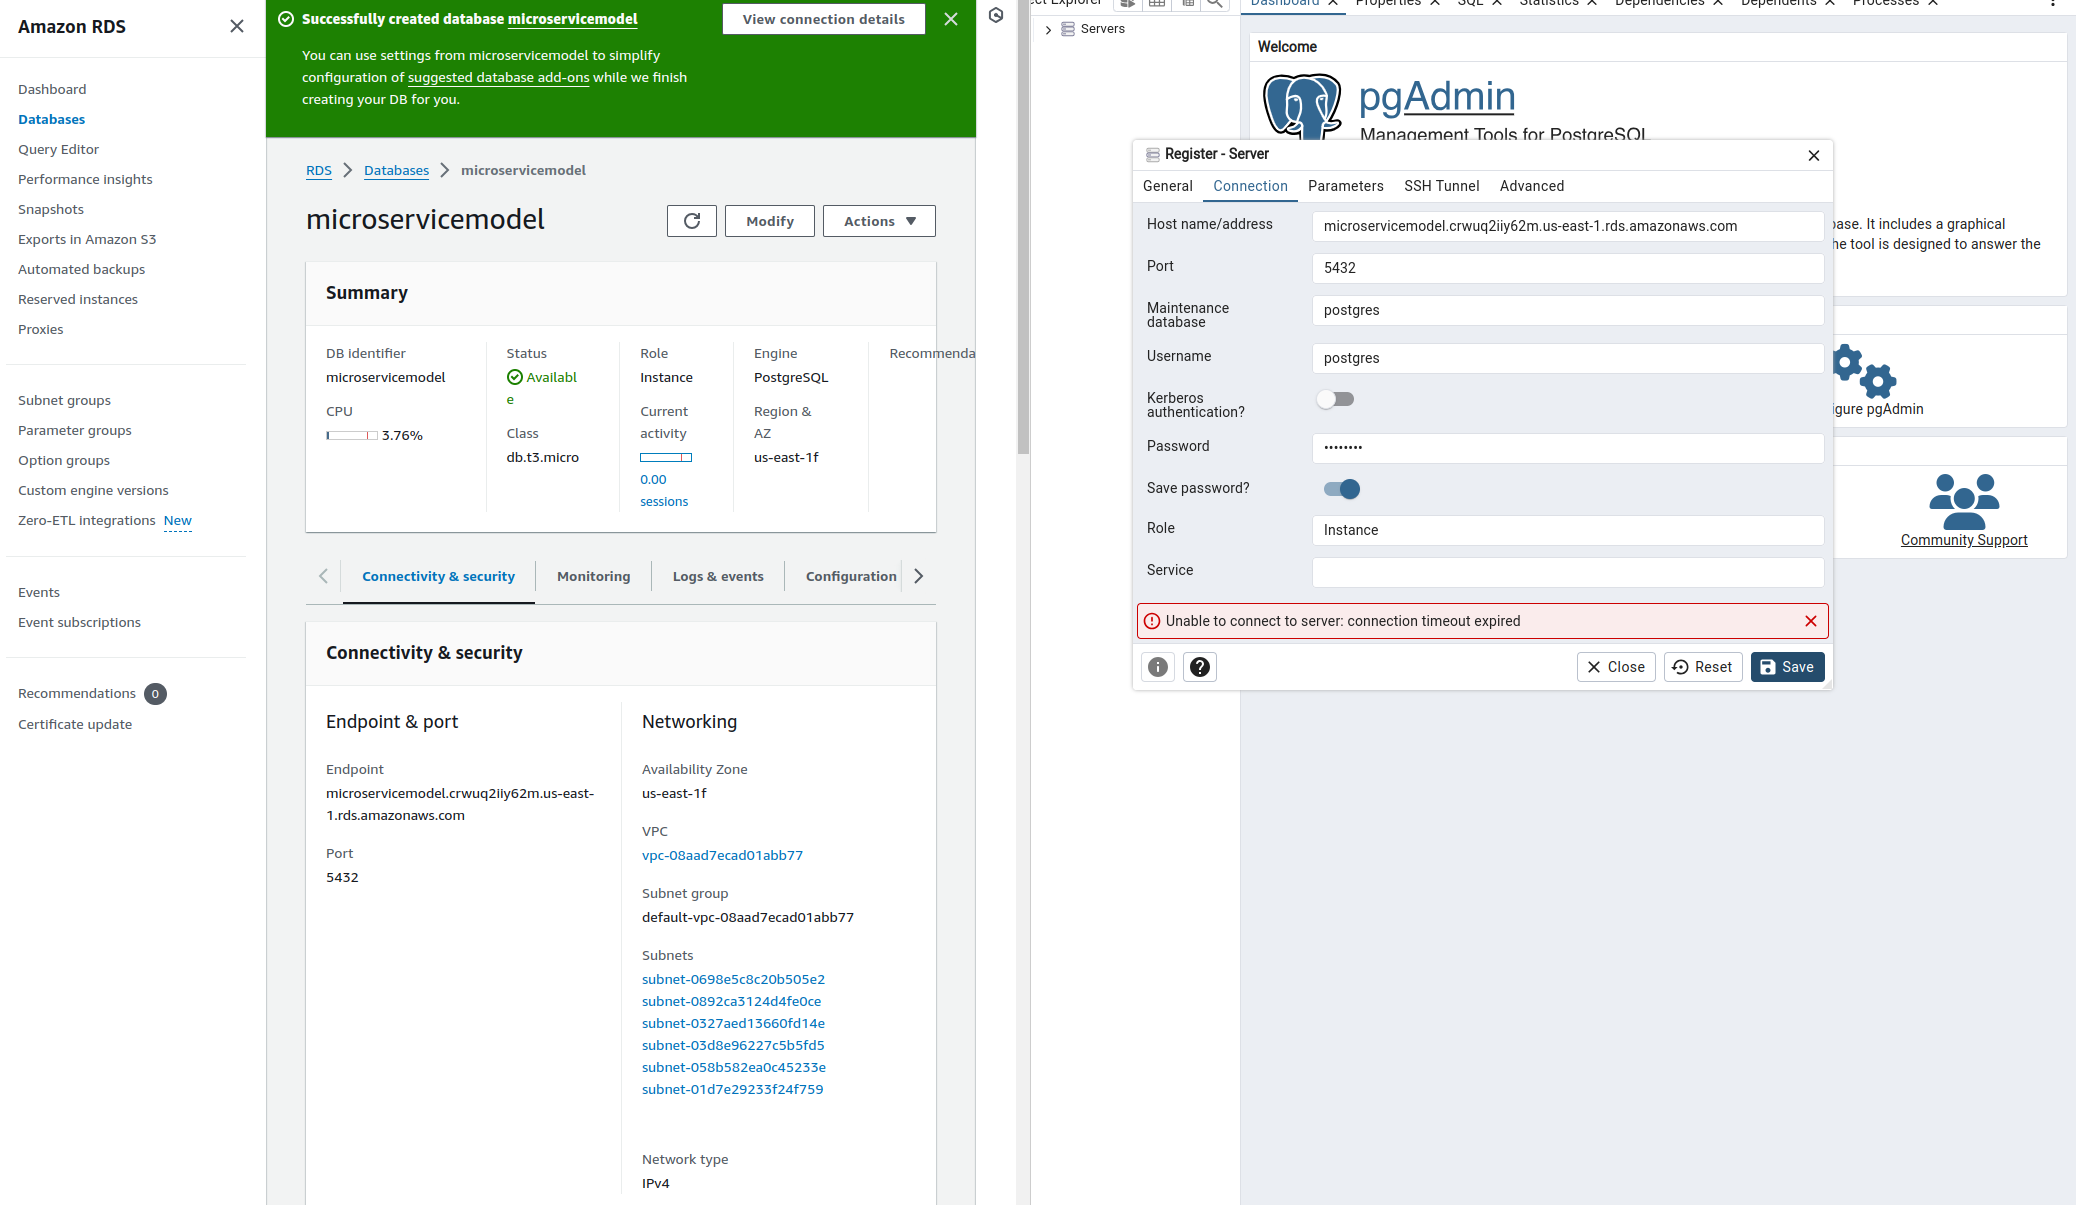 Amazon RDS
Dashboard
Databases
Query Editor
Performance insights
Snapshots
Exports in Amazon S3
Automated backups
Reserved instances
Proxies
Subnet groups
Parameter groups
Option groups
Custom engine versions
Zero-ETL integrations New
Events
Event subscriptions
Recommendations 0
Certificate update
Successfully created database microservicemodel
View connection details
You can use settings from microservicemodel to simplify
configuration of suggested database add-ons while we finish
creating your DB for you.
RDS > Databases > microservicemodel
microservicemodel
Modify
Actions
Summary
DB identifier
microservicemodel
CPU
3.76%
Status
Availabl
e
Class
db.t3.micro
Role
Instance
Current
activity
0.00
sessions
Engine
PostgreSQL
Region &
AZ
us-east-1f
Recommenda
Connectivity & security
Monitoring
Logs & events
Configuration
Connectivity & security
Endpoint & port
Endpoint
microservicemodel.crwuq2iiy62m.us-east-
1.rds.amazonaws.com
Port
5432
Networking
Availability Zone
us-east-1f
VPC
vpc-08aad7ecad01abb77
Subnet group
default-vpc-08aad7ecad01abb77
Subnets
subnet-0698e5c8c20b505e2
subnet-0892ca3124d4fe0ce
subnet-0327aed13660fd14e
subnet-03d8e96227c5b5fd5
subnet-058b582ea0c45233e
subnet-01d7e29233f24f759
Network type
IPv4
ect Explorer
Servers
Dashboard
Properties
SQL
Statistics
Dependencies
Dependents
Processes
Welcome
pgAdmin
Management Tools for PostgreSQL
base. It includes a graphical
he tool is designed to answer the
igure pgAdmin
Community Support
Register - Server
General
Connection
Parameters
SSH Tunnel
Advanced
Host name/address
microservicemodel.crwuq2iiy62m.us-east-1.rds.amazonaws.com
Port
5432
Maintenance
database
postgres
Username
postgres
Kerberos
authentication?
Password
••••••••
Save password?
Role
Instance
Service
Unable to connect to server: connection timeout expired
Close
Reset
Save